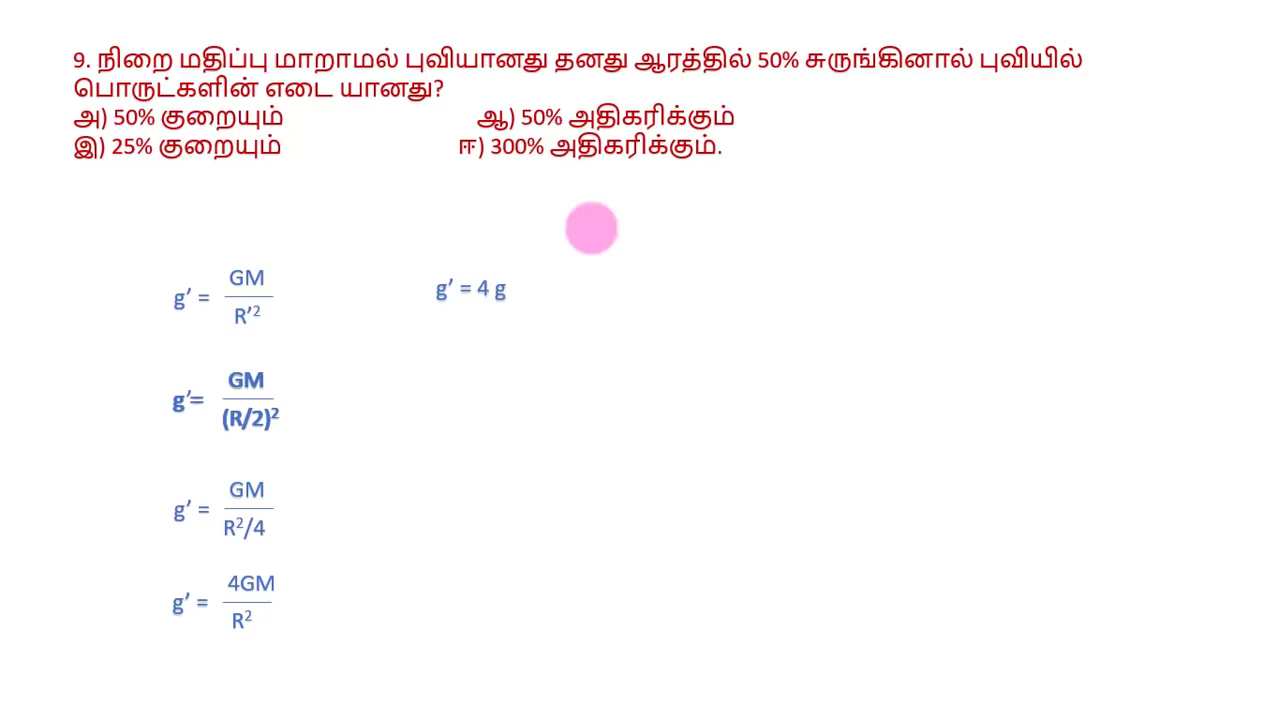 9. நிறை மதிப்பு மாறாமல் புவியானது தனது ஆரத்தில் 50% சுருங்கினால் புவியில்
பொருட்களின் எடை யானது?
அ) 50% குறையும் ஆ) 50% அதிகரிக்கும்
இ) 25% குறையும் ஈ) 300% அதிகரிக்கும்.
g’ = GM / R’² g’ = 4 g
g’= GM / (R/2)²
g’ = GM / R²/4
g’ = 4GM / R²